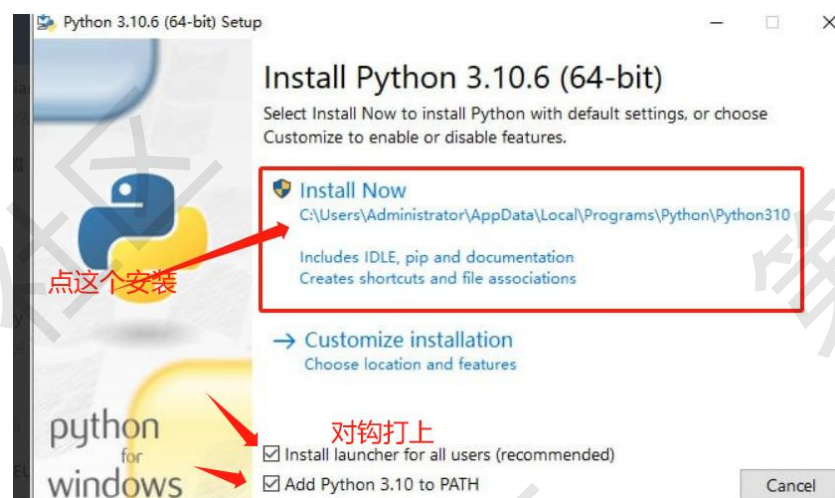 Python 3.10.6 (64-bit) Setup
Install Python 3.10.6 (64-bit)
Select Install Now to install Python with default settings, or choose
Customize to enable or disable features.
Install Now
C:\Users\Administrator\AppData\Local\Programs\Python\Python310
Includes IDLE, pip and documentation
Creates shortcuts and file associations
点这个安装
Customize installation
Choose location and features
对钩打上
Install launcher for all users (recommended)
Add Python 3.10 to PATH
python
for
windows
Cancel